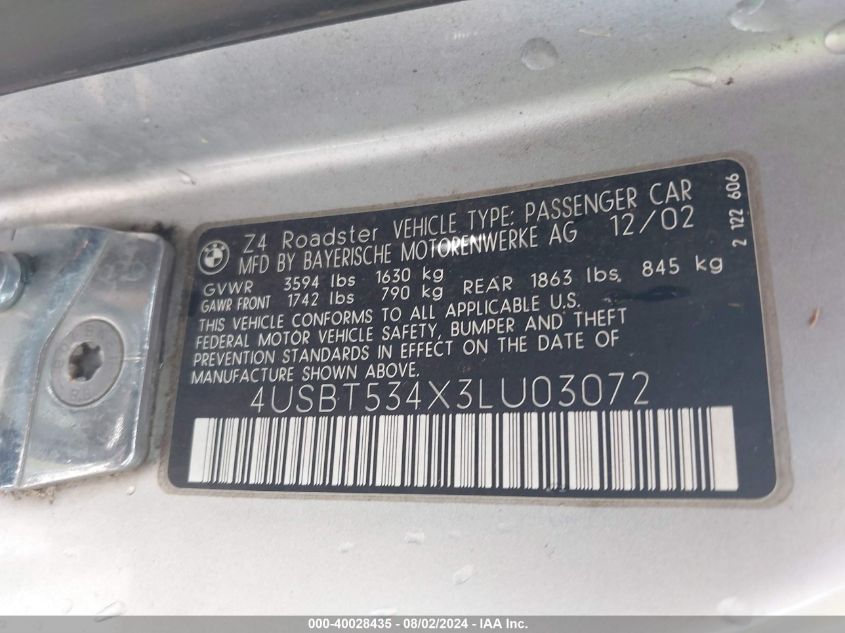 Z4 Roadster VEHICLE TYPE: PASSENGER CAR
MFD BY BAYERISCHE MOTORENWERKE AG 12/02
GVWR 3594 lbs 1630 kg
GAWR FRONT 1742 lbs 790 kg REAR 1863 lbs, 845 kg
THIS VEHICLE CONFORMS TO ALL APPLICABLE U.S.
FEDERAL MOTOR VEHICLE SAFETY, BUMPER AND THEFT
PREVENTION STANDARDS IN EFFECT ON THE DATE OF
MANUFACTURE SHOWN ABOVE.
4USBT534X3LU03072
2 122 606
000-40028435 - 08/02/2024 - IAA Inc.